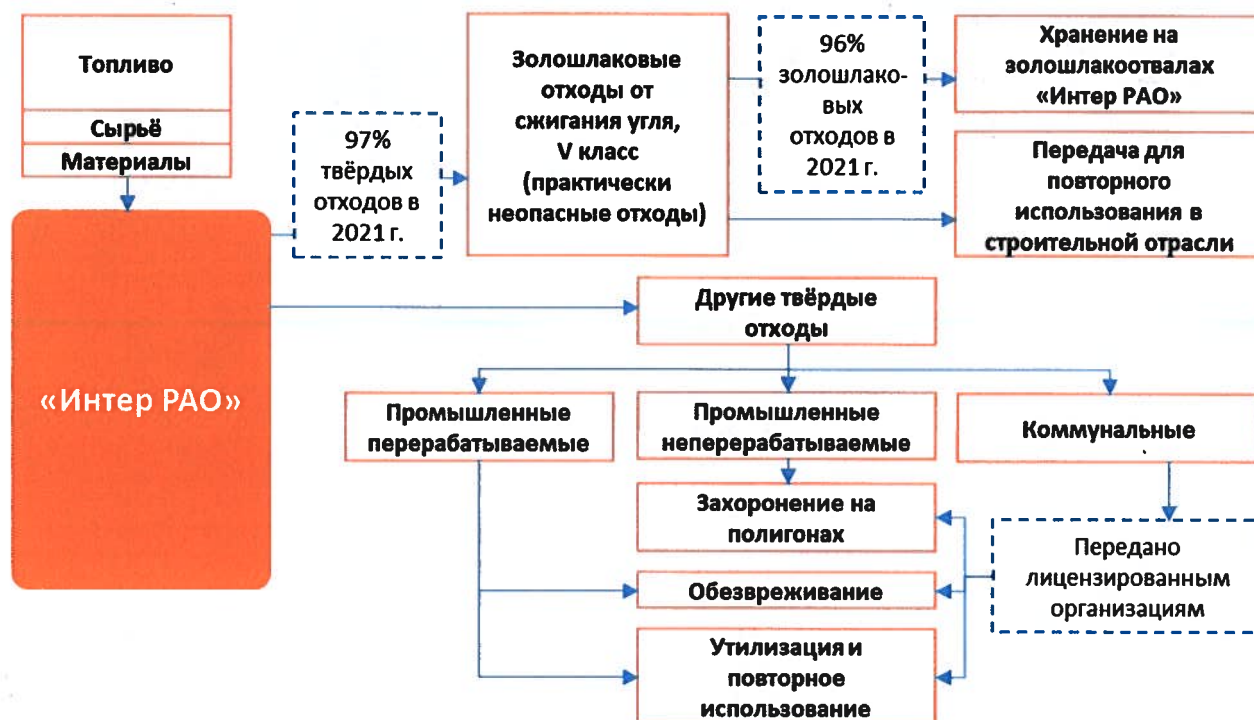 Топливо
Сырьё
Материалы
«Интер РАО»
97%
твёрдых
отходов в
2021 г.
Золошлаковые
отходы от
сжигания угля,
V класс
(практически
неопасные отходы)
96%
золошлако-
вых
отходов в
2021 г.
Хранение на
золошлакоотвалах
«Интер РАО»
Передача для
повторного
использования в
строительной отрасли
Другие твёрдые
отходы
Промышленные
перерабатываемые
Промышленные
неперерабатываемые
Коммунальные
Захоронение на
полигонах
Обезвреживание
Утилизация и
повторное
использование
Передано
лицензированным
организациям